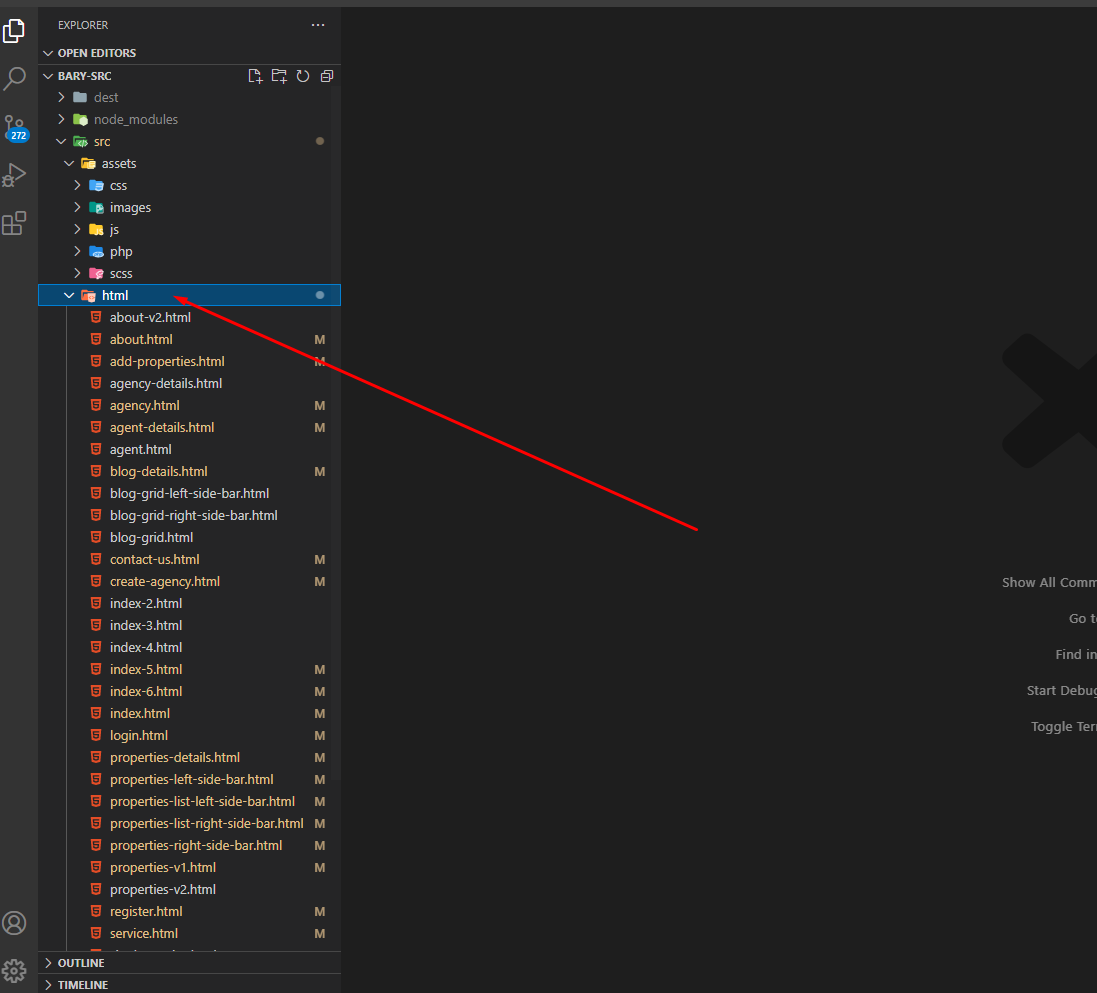 EXPLORER
OPEN EDITORS
BARY-SRC
dest
node_modules
272
src
assets
css
images
js
php
scss
html
about-v2.html
about.html M
add-properties.html M
agency-details.html
agency.html M
agent-details.html M
agent.html
blog-details.html M
blog-grid-left-side-bar.html
blog-grid-right-side-bar.html
blog-grid.html
contact-us.html M
create-agency.html M
index-2.html
index-3.html
index-4.html
index-5.html M
index-6.html M
index.html M
login.html M
properties-details.html M
properties-left-side-bar.html M
properties-list-left-side-bar.html M
properties-list-right-side-bar.html M
properties-right-side-bar.html M
properties-v1.html M
properties-v2.html
register.html M
service.html M
OUTLINE
TIMELINE
Show All Comm
Go t
Find in
Start Debug
Toggle Ter